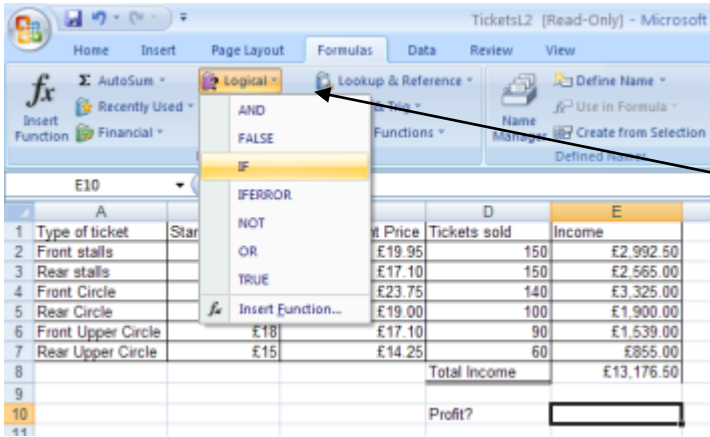 TicketsL2 [Read-Only] - Microsoft
Home Insert Page Layout Formulas Data Review View
fx Insert Function
Σ AutoSum
Recently Used
Financial
Logical
Lookup & Reference
& Trig
Functions
Name Manager
Define Name
Use in Formula
Create from Selection
Defined Names
AND
FALSE
IF
IFERROR
NOT
OR
TRUE
fx Insert Function...
E10
A D E
1 Type of ticket Stan t Price Tickets sold Income
2 Front stalls £19.95 150 £2,992.50
3 Rear stalls £17.10 150 £2,565.00
4 Front Circle £23.75 140 £3,325.00
5 Rear Circle £19.00 100 £1,900.00
6 Front Upper Circle £18 £17.10 90 £1,539.00
7 Rear Upper Circle £15 £14.25 60 £855.00
8 Total Income £13,176.50
9
10 Profit?
11